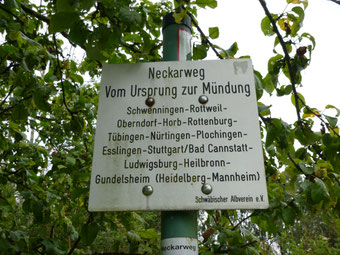 Neckarweg
Vom Ursprung zur Mündung
Schwenningen-Rottweil-
Oberndorf-Horb-Rottenburg-
Tübingen-Nürtingen-Plochingen-
Esslingen-Stuttgart/Bad Cannstatt-
Ludwigsburg-Heilbronn-
Gundelsheim (Heidelberg-Mannheim)
Schwäbischer Albverein e.V.
Neckarweg